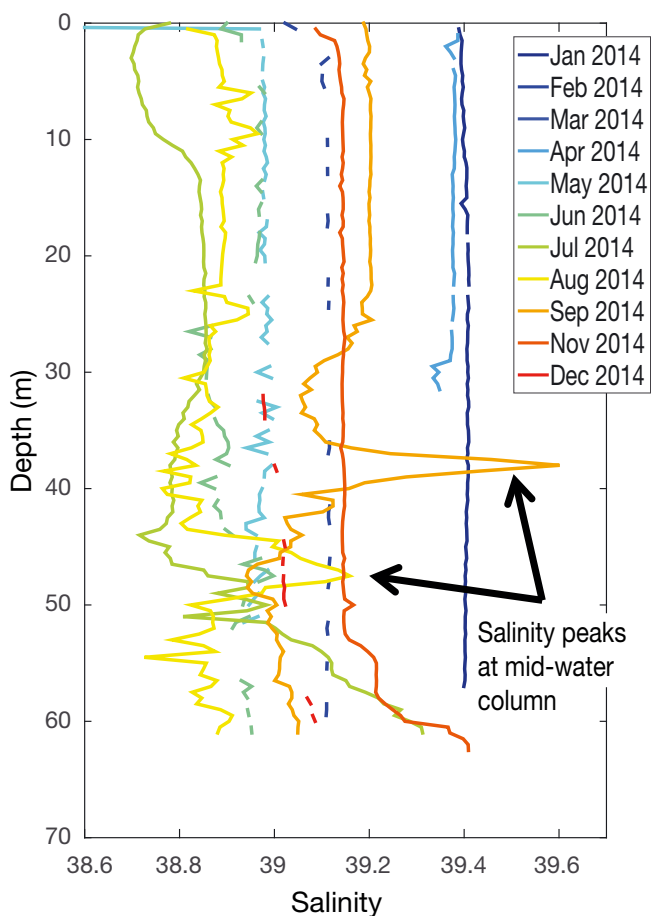 0
10
20
30
40
50
60
70
Depth (m)
38.6
38.8
39
39.2
39.4
39.6
Salinity
Jan 2014
Feb 2014
Mar 2014
Apr 2014
May 2014
Jun 2014
Jul 2014
Aug 2014
Sep 2014
Nov 2014
Dec 2014
Salinity peaks
at mid-water
column